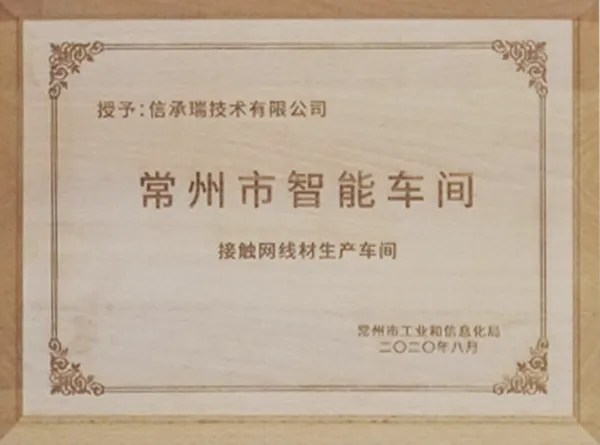 授予：信承瑞技术有限公司
常州市智能车间
接触网线材生产车间
常州市工业和信息化局
二〇二〇年八月